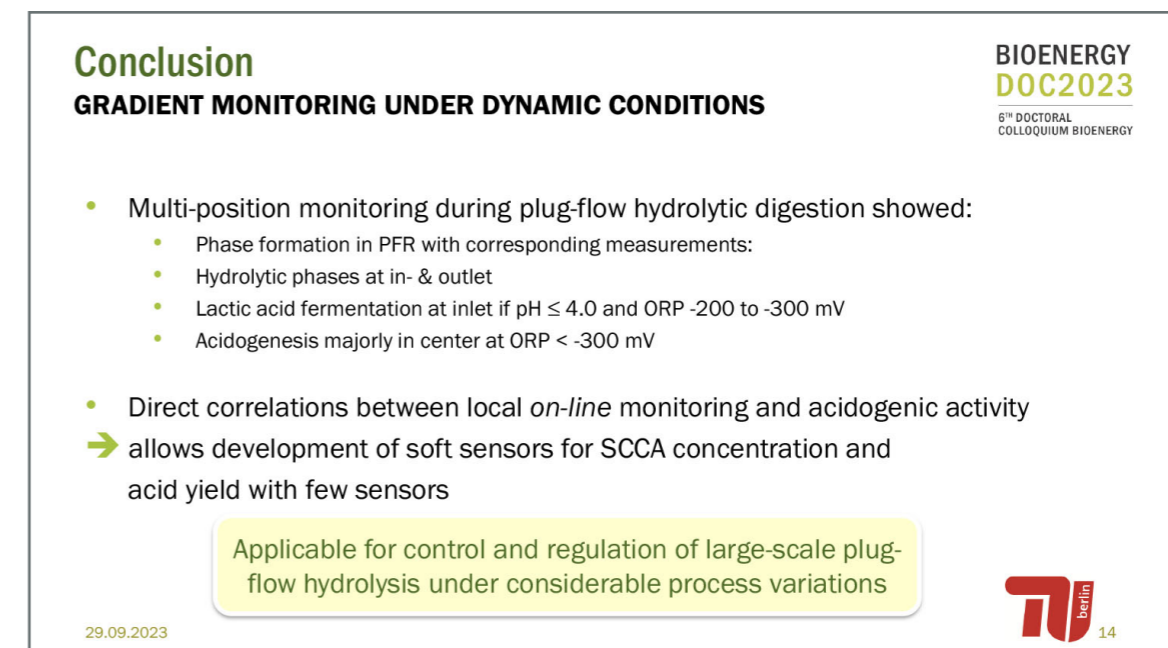 Conclusion
GRADIENT MONITORING UNDER DYNAMIC CONDITIONS
BIOENERGY
DOC2023
6TH DOCTORAL
COLLOQUIUM BIOENERGY
• Multi-position monitoring during plug-flow hydrolytic digestion showed:
• Phase formation in PFR with corresponding measurements:
• Hydrolytic phases at in- & outlet
• Lactic acid fermentation at inlet if pH ≤ 4.0 and ORP -200 to -300 mV
• Acidogenesis majorly in center at ORP < -300 mV
• Direct correlations between local on-line monitoring and acidogenic activity
➔ allows development of soft sensors for SCCA concentration and
acid yield with few sensors
Applicable for control and regulation of large-scale plug-
flow hydrolysis under considerable process variations
29.09.2023
TU berlin
14